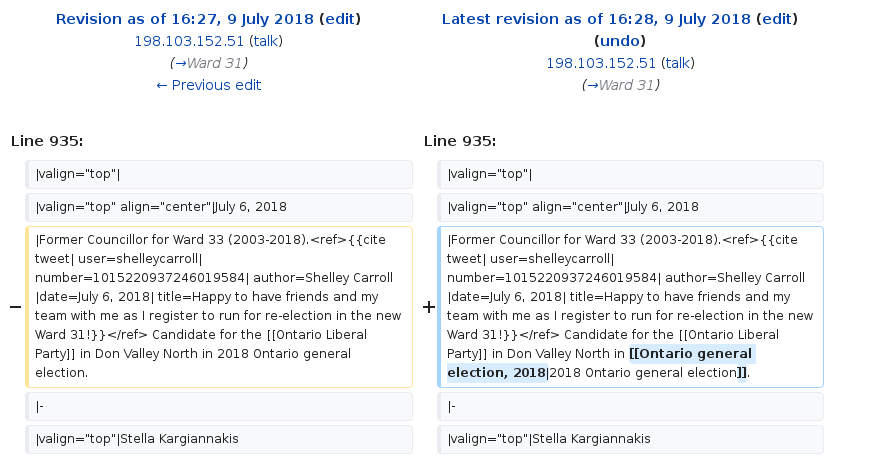 Revision as of 16:27, 9 July 2018 (edit)
198.103.152.51 (talk)
(→Ward 31)
← Previous edit
Latest revision as of 16:28, 9 July 2018 (edit)
(undo)
198.103.152.51 (talk)
(→Ward 31)
Line 935:
Line 935:
|valign="top"|
|valign="top"|
|valign="top" align="center"|July 6, 2018
|valign="top" align="center"|July 6, 2018
−
|Former Councillor for Ward 33 (2003-2018).<ref>{{cite
tweet| user=shelleycarroll|
number=1015220937246019584| author=Shelley Carroll
|date=July 6, 2018| title=Happy to have friends and my
team with me as I register to run for re-election in the new
Ward 31!}}</ref> Candidate for the [[Ontario Liberal
Party]] in Don Valley North in 2018 Ontario general
election.
+
|Former Councillor for Ward 33 (2003-2018).<ref>{{cite
tweet| user=shelleycarroll|
number=1015220937246019584| author=Shelley Carroll
|date=July 6, 2018| title=Happy to have friends and my
team with me as I register to run for re-election in the new
Ward 31!}}</ref> Candidate for the [[Ontario Liberal
Party]] in Don Valley North in [[Ontario general
election, 2018|2018 Ontario general election]].
|-
|-
|valign="top"|Stella Kargiannakis
|valign="top"|Stella Kargiannakis